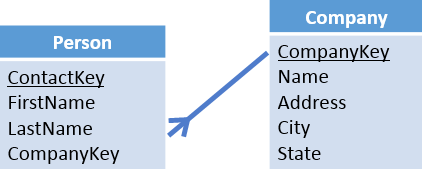 Person
ContactKey
FirstName
LastName
CompanyKey
Company
CompanyKey
Name
Address
City
State